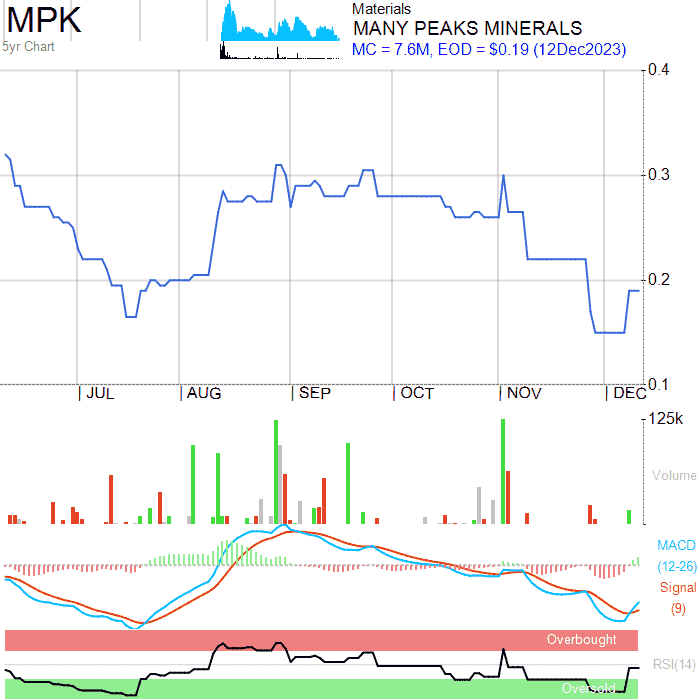 MPK
5yr Chart
Materials
MANY PEAKS MINERALS
MC = 7.6M, EOD = $0.19 (12Dec2023)
0.4
0.3
0.2
0.1
JUL AUG SEP OCT NOV DEC
125k
Volume
MACD
(12-26)
Signal
(9)
Overbought
RSI(14)
Oversold